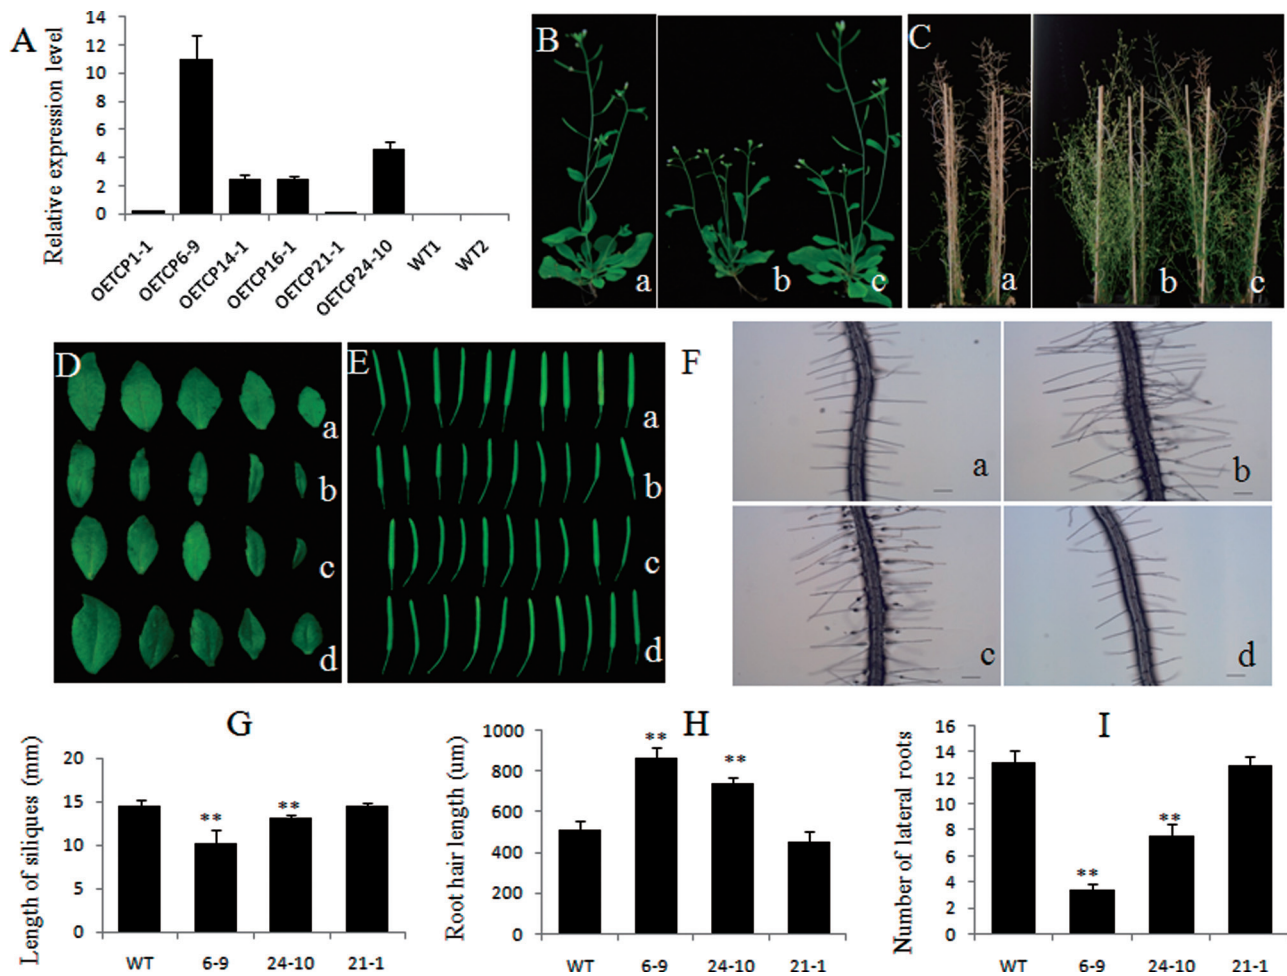 A
Relative expression level
14
12
10
8
6
4
2
0
OETCP1-1
OETCP6-9
OETCP14-1
OETCP16-1
OETCP21-1
OETCP24-10
WT1
WT2
B
a
b
c
C
a
b
c
D
a
b
c
d
E
a
b
c
d
F
a
b
c
d
G
Length of siliques (mm)
20
15
10
5
0
**
**
WT
6-9
24-10
21-1
H
Root hair length (um)
1000
800
600
400
200
0
**
**
WT
6-9
24-10
21-1
I
Number of lateral roots
16
14
12
10
8
6
4
2
0
**
**
WT
6-9
24-10
21-1